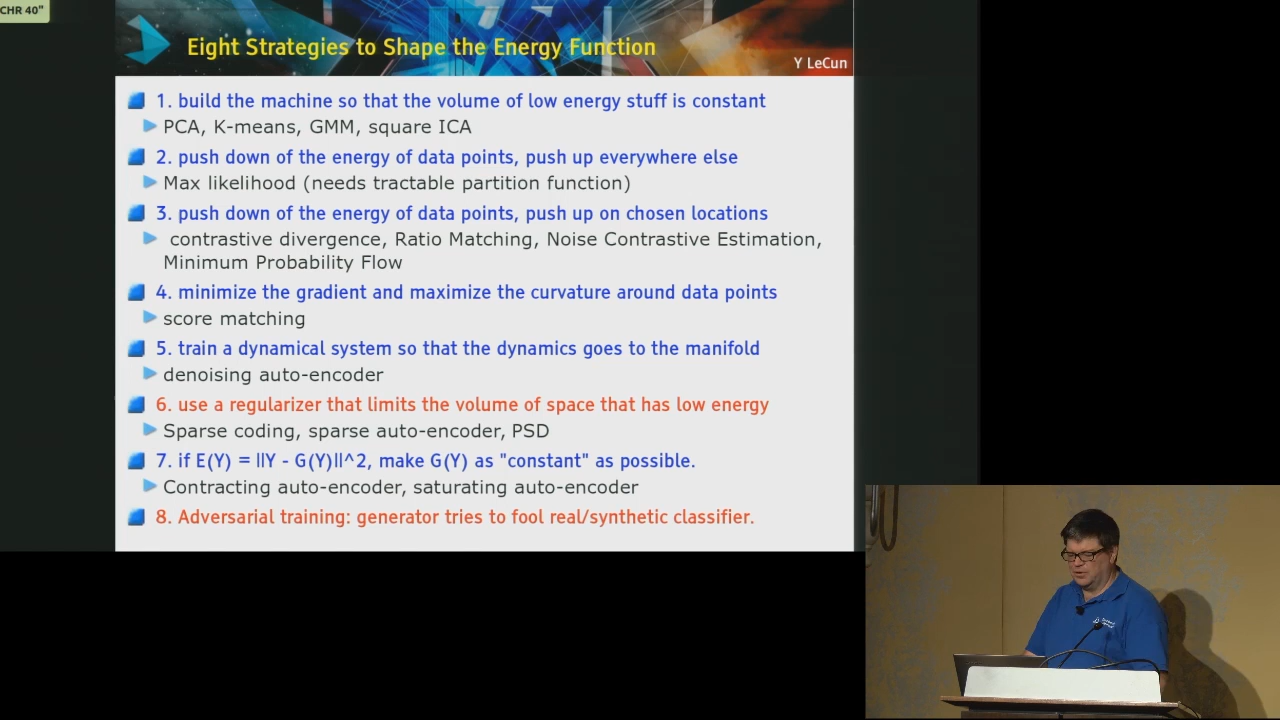 CHR 40"
Eight Strategies to Shape the Energy Function
Y LeCun
1. build the machine so that the volume of low energy stuff is constant
PCA, K-means, GMM, square ICA
2. push down of the energy of data points, push up everywhere else
Max likelihood (needs tractable partition function)
3. push down of the energy of data points, push up on chosen locations
contrastive divergence, Ratio Matching, Noise Contrastive Estimation,
Minimum Probability Flow
4. minimize the gradient and maximize the curvature around data points
score matching
5. train a dynamical system so that the dynamics goes to the manifold
denoising auto-encoder
6. use a regularizer that limits the volume of space that has low energy
Sparse coding, sparse auto-encoder, PSD
7. if E(Y) = ||Y - G(Y)||^2, make G(Y) as "constant" as possible.
Contracting auto-encoder, saturating auto-encoder
8. Adversarial training: generator tries to fool real/synthetic classifier.